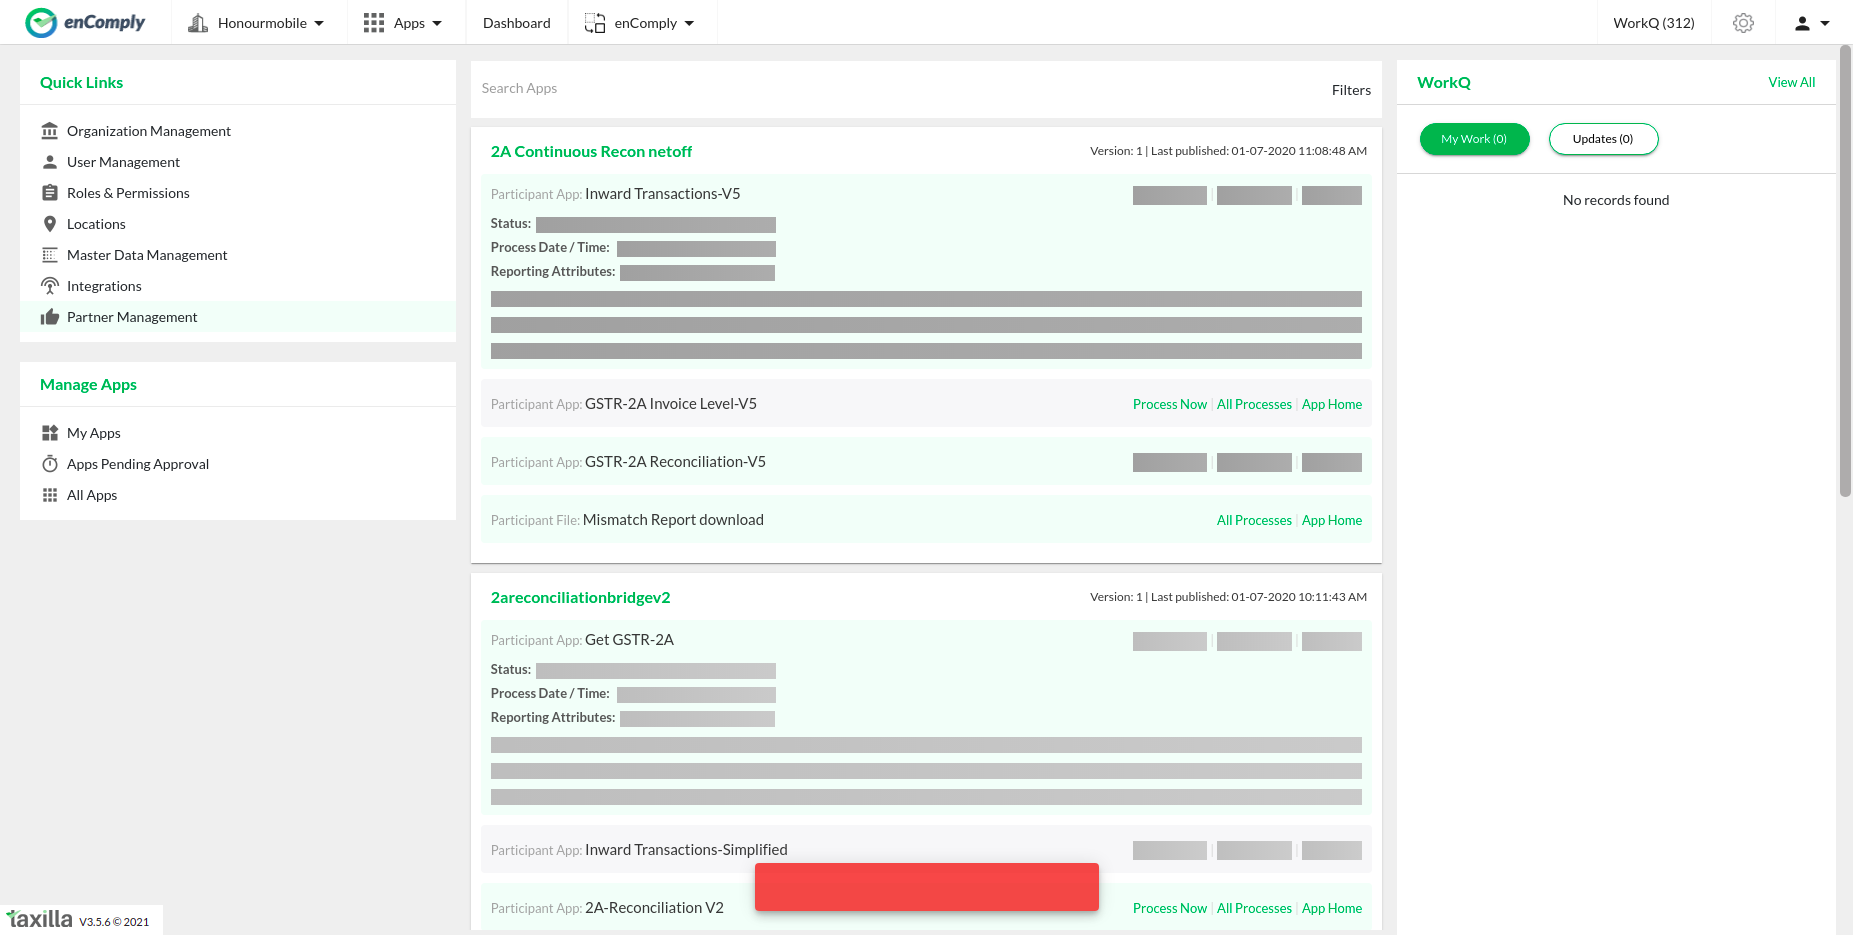 enComply
Honourmobile
Apps
Dashboard
enComply
WorkQ (312)
Quick Links
Organization Management
User Management
Roles & Permissions
Locations
Master Data Management
Integrations
Partner Management
Manage Apps
My Apps
Apps Pending Approval
All Apps
Search Apps
Filters
2A Continuous Recon netoff
Version: 1 | Last published: 01-07-2020 11:08:48 AM
Participant App: Inward Transactions-V5
Status:
Process Date / Time:
Reporting Attributes:
Participant App: GSTR-2A Invoice Level-V5
Process Now | All Processes | App Home
Participant App: GSTR-2A Reconciliation-V5
Participant File: Mismatch Report download
All Processes | App Home
2areconciliationbridgev2
Version: 1 | Last published: 01-07-2020 10:11:43 AM
Participant App: Get GSTR-2A
Status:
Process Date / Time:
Reporting Attributes:
Participant App: Inward Transactions-Simplified
Participant App: 2A-Reconciliation V2
Process Now | All Processes | App Home
WorkQ
View All
My Work (0)
Updates (0)
No records found
taxilla V3.5.6 © 2021